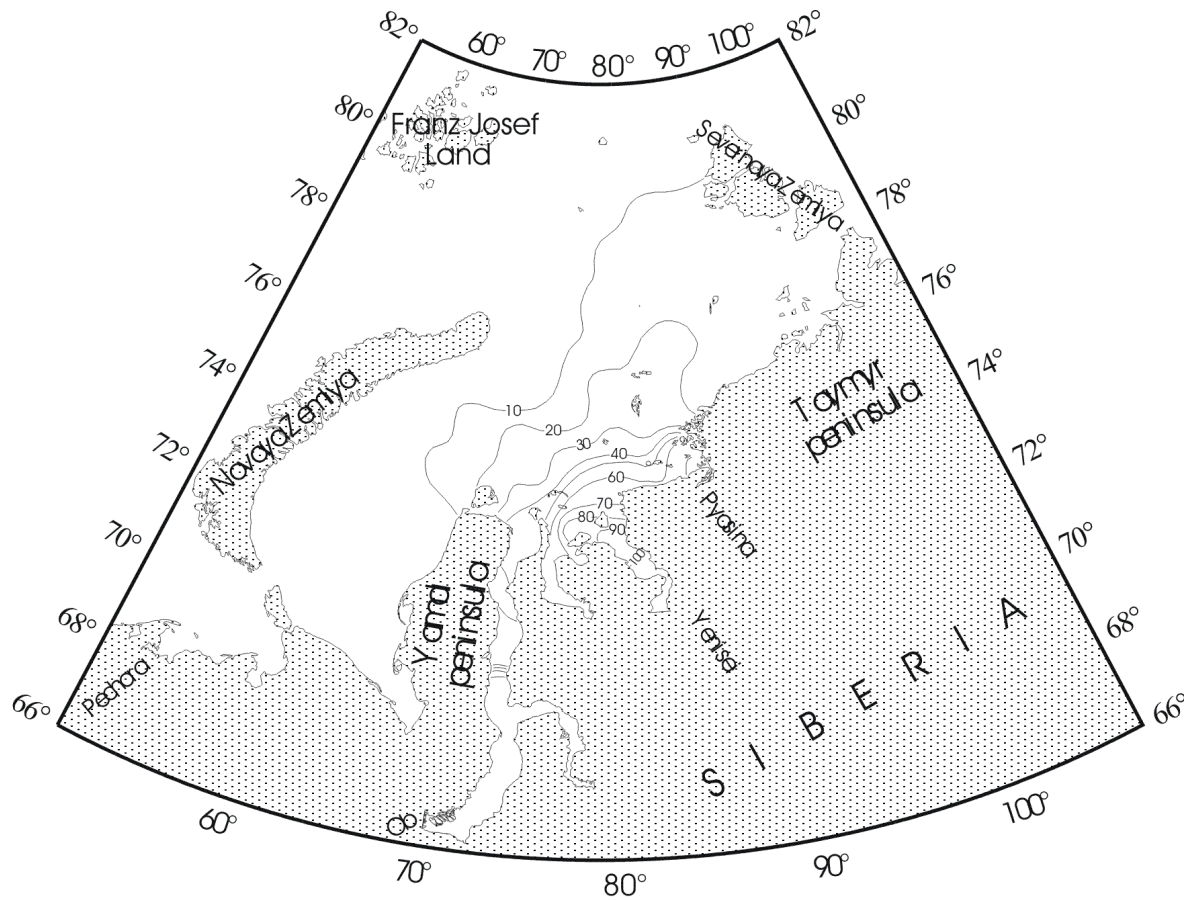 82°
60°
70°
80°
90°
100°
82°
80°
Franz Josef
Land
Severnaya Zemlya
80°
78°
78°
76°
76°
74°
Novaya Zemlya
Taymyr
peninsula
74°
72°
10
20
30
40
60
70
80
90
100
72°
70°
Pyasina
70°
68°
Yamal
peninsula
Yenisei
68°
Pechora
66°
SIBERIA
66°
60°
Ob
70°
80°
90°
100°